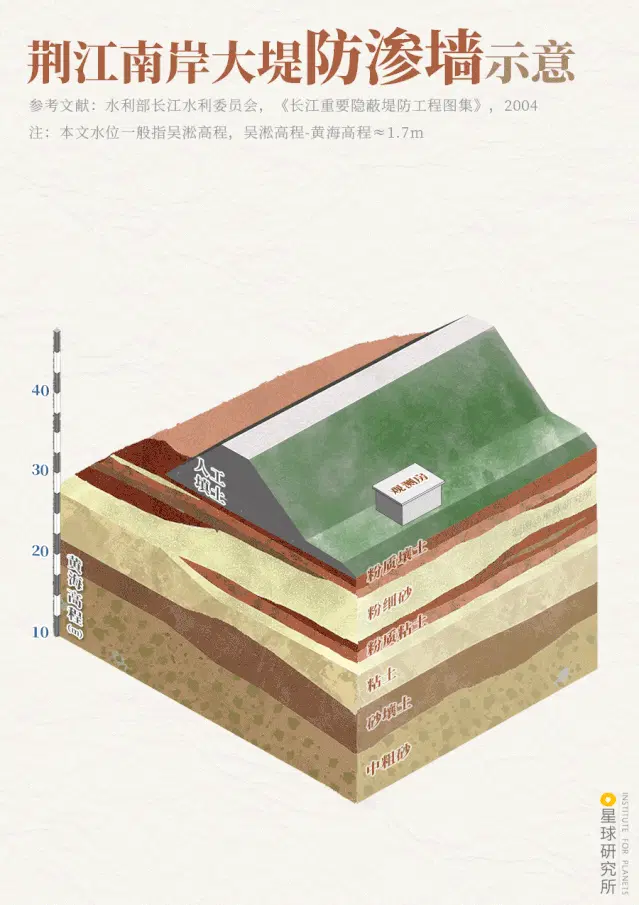 荆江南岸大堤防渗墙示意
参考文献：水利部长江水利委员会，《长江重要隐蔽堤防工程图集》，2004
注：本文水位一般指吴淞高程，吴淞高程-黄海高程≈1.7m
40
30
20
10
黄海高程(m)
人工
填土
观测房
粉质填土
粉细砂
粉质粘土
粘土
砂填土
中粗砂
星球研究所
INSTITUTE FOR PLANETS